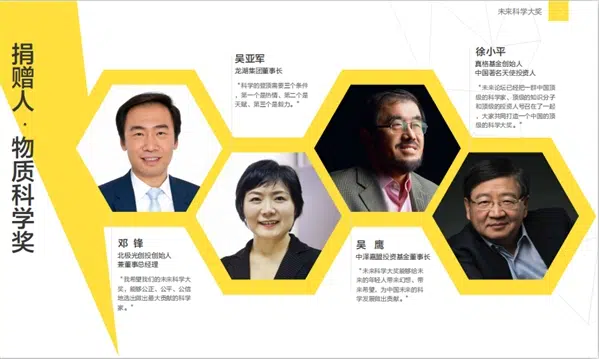 未来科学大奖
捐赠人·物质科学奖
邓 锋
北极光创投创始人
兼董事总经理
“我希望我们的未来科学大
奖，能够公正、公平、公信
地选出做出最大贡献的科学
家。”
吴亚军
龙湖集团董事长
“科学的登顶需要三个条件
，第一个是热情、第二个是
天赋、第三个是毅力。”
吴 鹰
中泽嘉盟投资基金董事长
“未来科学大奖能够给未
来的年轻人带来幻想，带
来希望，为中国未来的科
学发展做出贡献。”
徐小平
真格基金创始人
中国著名天使投资人
“未来论坛已经把一群中国顶
级的科学家、顶级的知识分子
和顶级的投资人号召在了一起
，大家共同打造一个中国的顶
级的科学大奖。”